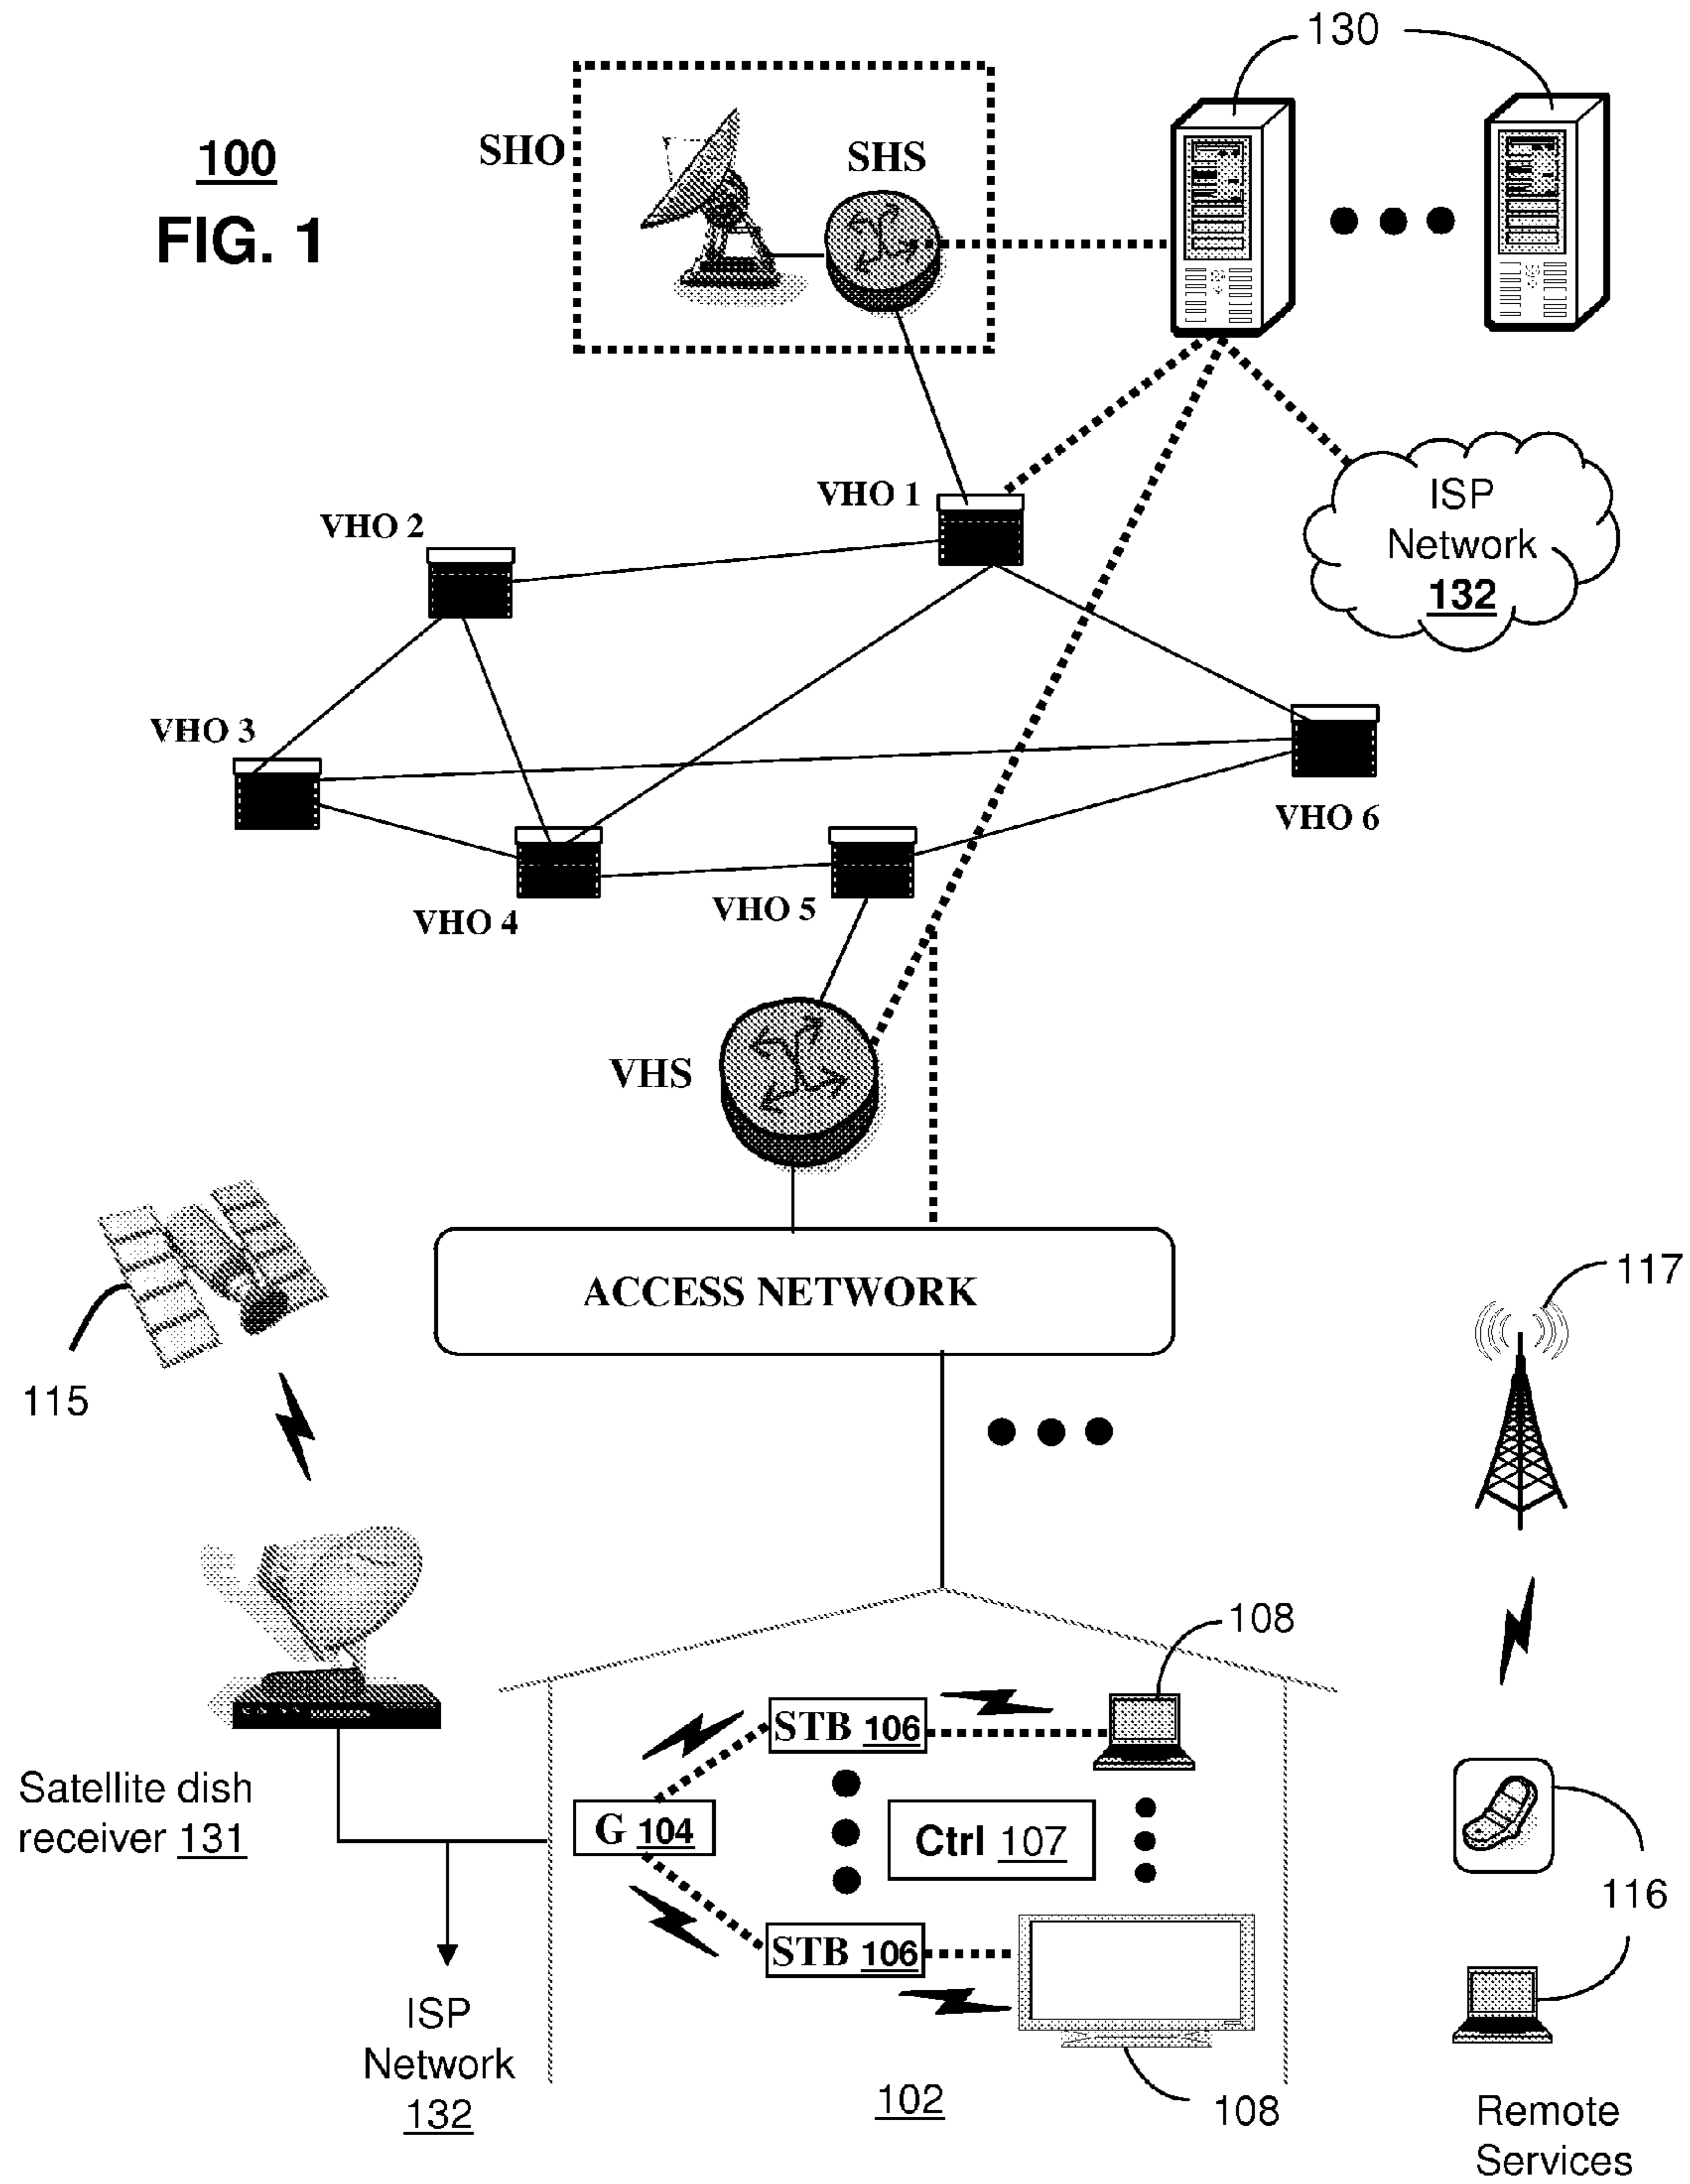 130
100
FIG. 1
SHO
SHS
ISP
Network
132
VHO 1
VHO 2
VHO 3
VHO 6
VHO 4
VHO 5
VHS
ACCESS NETWORK
117
115
108
STB 106
Satellite dish
receiver 131
G 104
Ctrl 107
116
STB 106
ISP
Network
132
102
108
Remote
Services